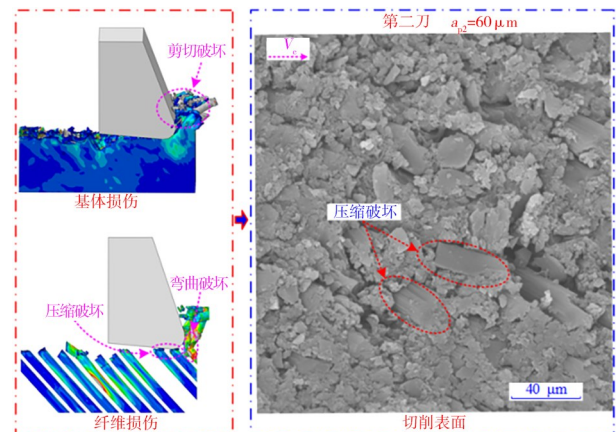 剪切破坏
基体损伤
弯曲破坏
压缩破坏
纤维损伤
第二刀 a_p2=60 μm
V_c
压缩破坏
40 μm
切削表面